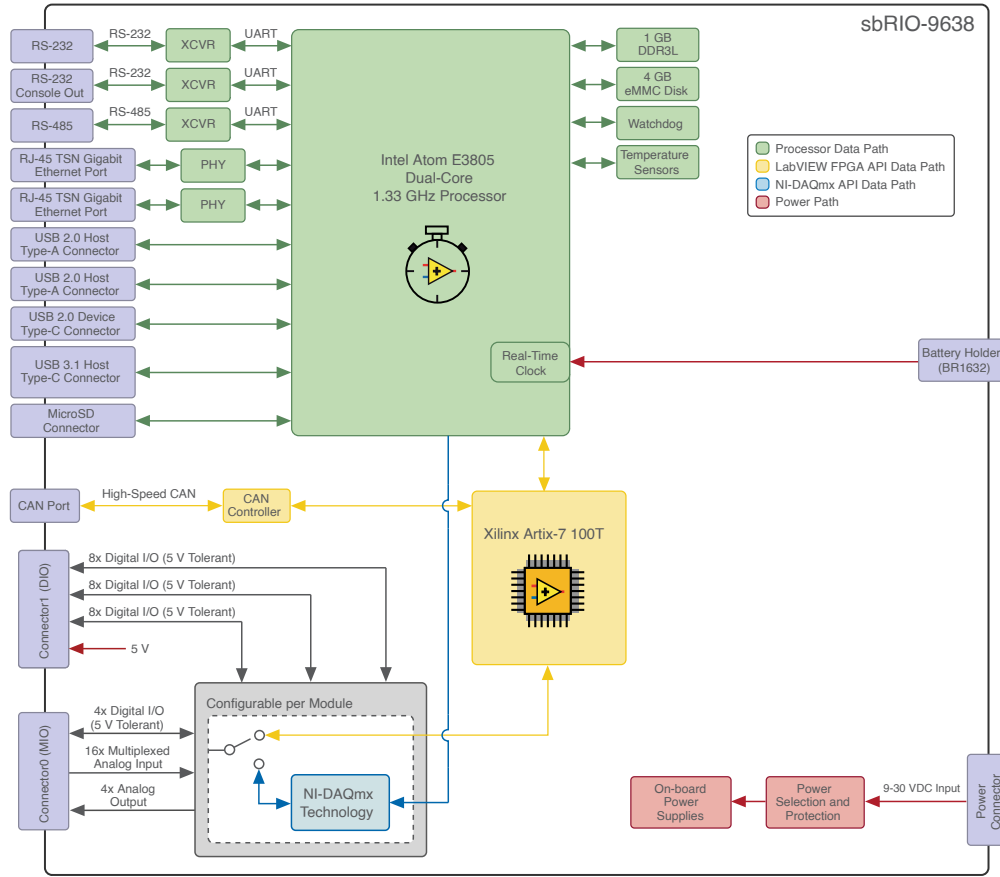 sbRIO-9638
RS-232
RS-232
XCVR
UART
RS-232
Console Out
RS-232
XCVR
UART
RS-485
RS-485
XCVR
UART
RJ-45 TSN Gigabit
Ethernet Port
PHY
RJ-45 TSN Gigabit
Ethernet Port
PHY
USB 2.0 Host
Type-A Connector
USB 2.0 Host
Type-A Connector
USB 2.0 Device
Type-C Connector
USB 3.1 Host
Type-C Connector
MicroSD
Connector
Intel Atom E3805
Dual-Core
1.33 GHz Processor
Real-Time
Clock
1 GB
DDR3L
4 GB
eMMC Disk
Watchdog
Temperature
Sensors
Processor Data Path
LabVIEW FPGA API Data Path
NI-DAQmx API Data Path
Power Path
Battery Holder
(BR1632)
CAN Port
High-Speed CAN
CAN
Controller
Xilinx Artix-7 100T
Connector1 (DIO)
8x Digital I/O (5 V Tolerant)
8x Digital I/O (5 V Tolerant)
8x Digital I/O (5 V Tolerant)
5 V
Connector0 (MIO)
4x Digital I/O
(5 V Tolerant)
16x Multiplexed
Analog Input
4x Analog
Output
Configurable per Module
NI-DAQmx
Technology
On-board
Power
Supplies
Power
Selection and
Protection
9-30 VDC Input
Power
Connector